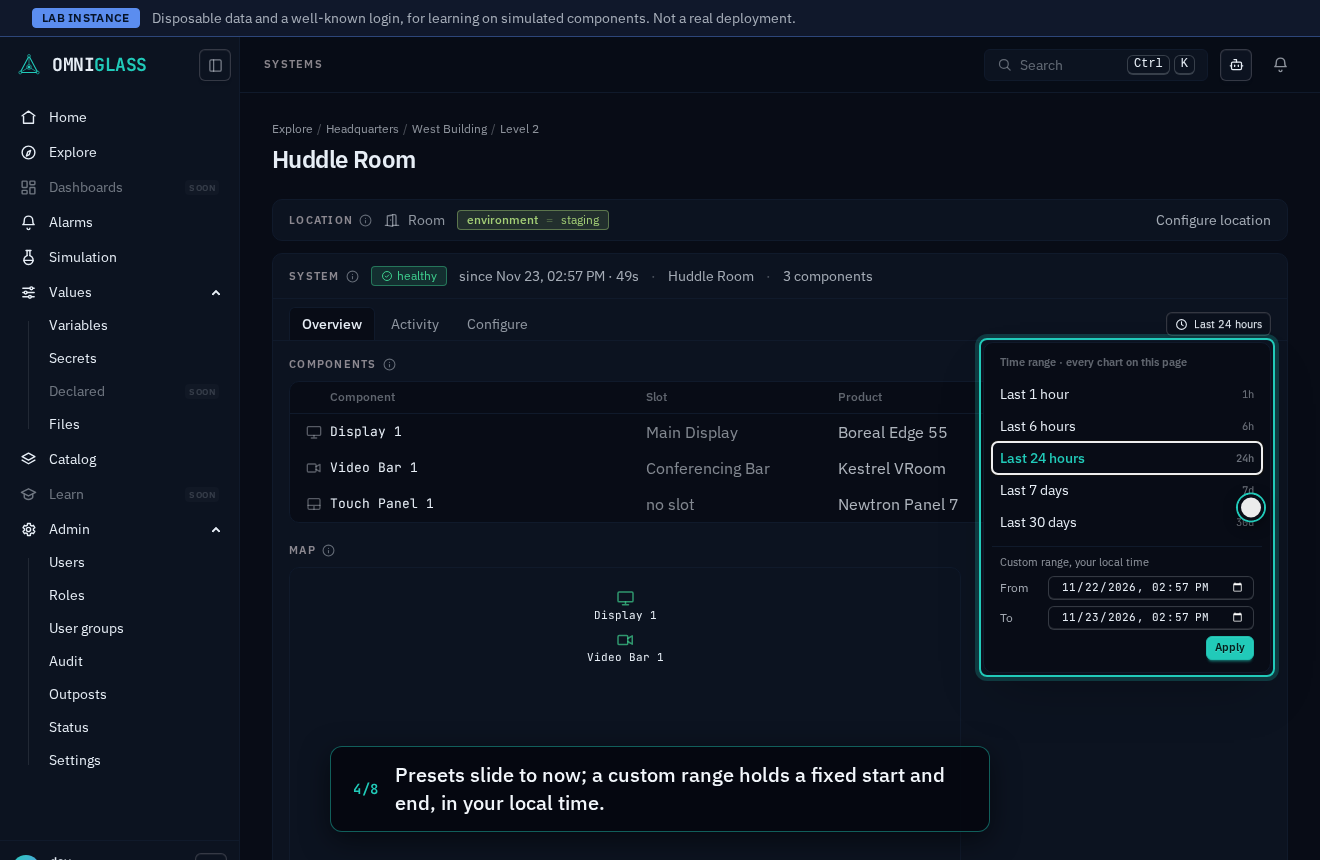 LAB INSTANCE Disposable data and a well-known login, for learning on simulated components. Not a real deployment.
OMNIGLASS
SYSTEMS
Search Ctrl K
Home
Explore
Dashboards SOON
Alarms
Simulation
Values
Variables
Secrets
Declared SOON
Files
Catalog
Learn SOON
Admin
Users
Roles
User groups
Audit
Outposts
Status
Settings
Explore / Headquarters / West Building / Level 2
Huddle Room
LOCATION Room environment = staging Configure location
SYSTEM healthy since Nov 23, 02:57 PM · 49s · Huddle Room · 3 components
Overview Activity Configure Last 24 hours
COMPONENTS
Component Slot Product
Display 1 Main Display Boreal Edge 55
Video Bar 1 Conferencing Bar Kestrel VRoom
Touch Panel 1 no slot Newtron Panel 7
MAP
Display 1
Video Bar 1
Time range · every chart on this page
Last 1 hour 1h
Last 6 hours 6h
Last 24 hours 24h
Last 7 days 7d
Last 30 days
Custom range, your local time
From 11/22/2026, 02:57 PM
To 11/23/2026, 02:57 PM
Apply
4/8 Presets slide to now; a custom range holds a fixed start and
end, in your local time.